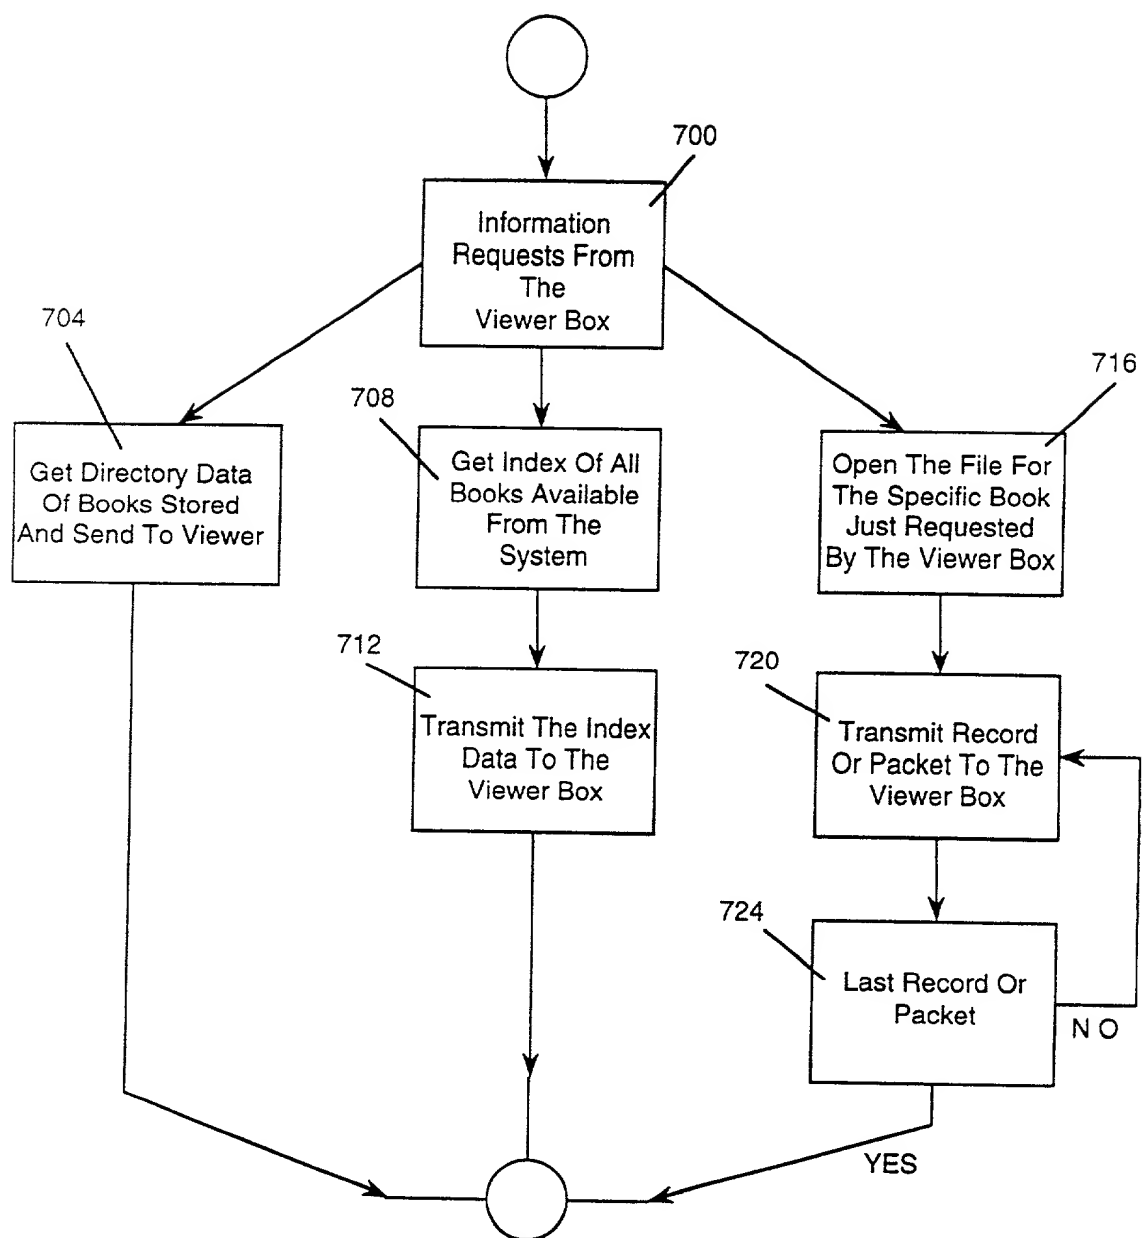 700
Information
Requests From
The
Viewer Box
704
Get Directory Data
Of Books Stored
And Send To Viewer
708
Get Index Of All
Books Available
From The
System
716
Open The File For
The Specific Book
Just Requested
By The Viewer Box
712
Transmit The Index
Data To The
Viewer Box
720
Transmit Record
Or Packet To The
Viewer Box
724
Last Record Or
Packet
NO
YES